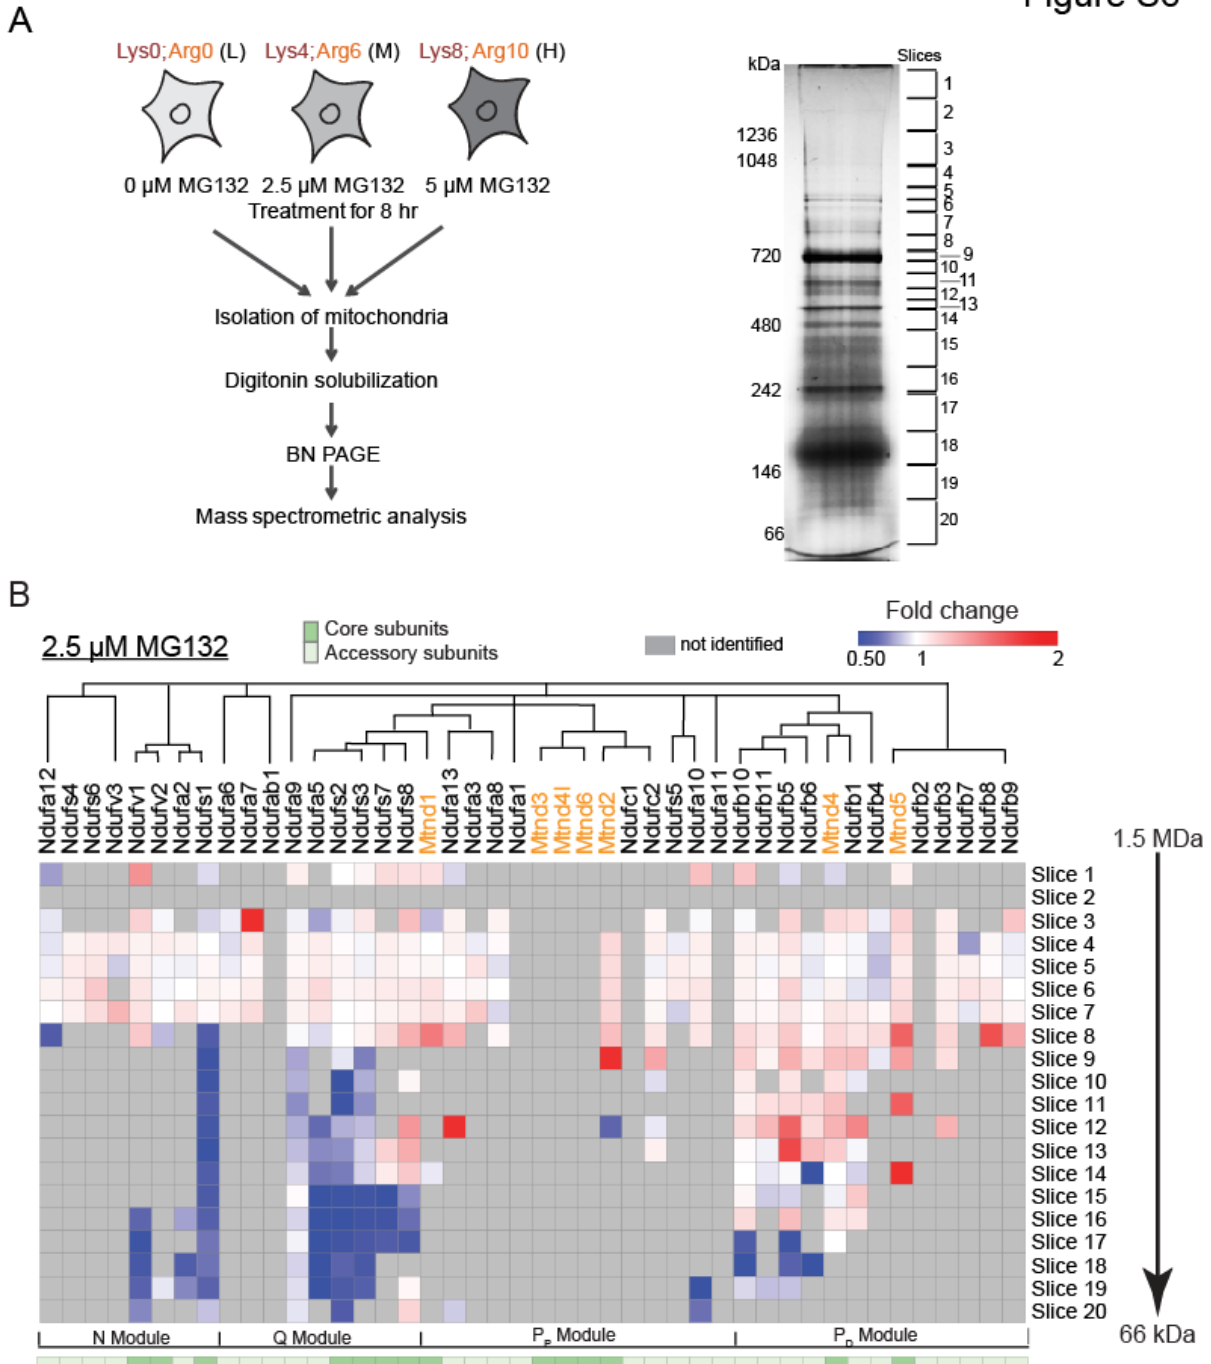 A
Lys0;Arg0 (L) Lys4;Arg6 (M) Lys8;Arg10 (H)
0 µM MG132 2.5 µM MG132 5 µM MG132
Treatment for 8 hr
Isolation of mitochondria
Digitonin solubilization
BN PAGE
Mass spectrometric analysis
kDa
1236
1048
720
480
242
146
66
Slices
1
2
3
4
5
6
7
8
9
10
11
12
13
14
15
16
17
18
19
20
B
2.5 µM MG132
Core subunits
Accessory subunits
not identified
Fold change
0.50 1 2
Ndufa12
Ndufs4
Ndufs6
Ndufv3
Ndufv1
Ndufv2
Ndufa2
Ndufs1
Ndufa6
Ndufa7
Ndufab1
Ndufa9
Ndufa5
Ndufs2
Ndufs3
Ndufs7
Ndufs8
Mtnd1
Ndufa13
Ndufa3
Ndufa8
Ndufa1
Mtnd3
Mtnd4l
Mtnd6
Mtnd2
Ndufc1
Ndufc2
Ndufs5
Ndufa10
Ndufa11
Ndufb10
Ndufb11
Ndufb5
Ndufb6
Mtnd4
Ndufb1
Ndufb4
Mtnd5
Ndufb2
Ndufb3
Ndufb7
Ndufb8
Ndufb9
Slice 1
Slice 2
Slice 3
Slice 4
Slice 5
Slice 6
Slice 7
Slice 8
Slice 9
Slice 10
Slice 11
Slice 12
Slice 13
Slice 14
Slice 15
Slice 16
Slice 17
Slice 18
Slice 19
Slice 20
1.5 MDa
66 kDa
N Module Q Module PP Module PD Module